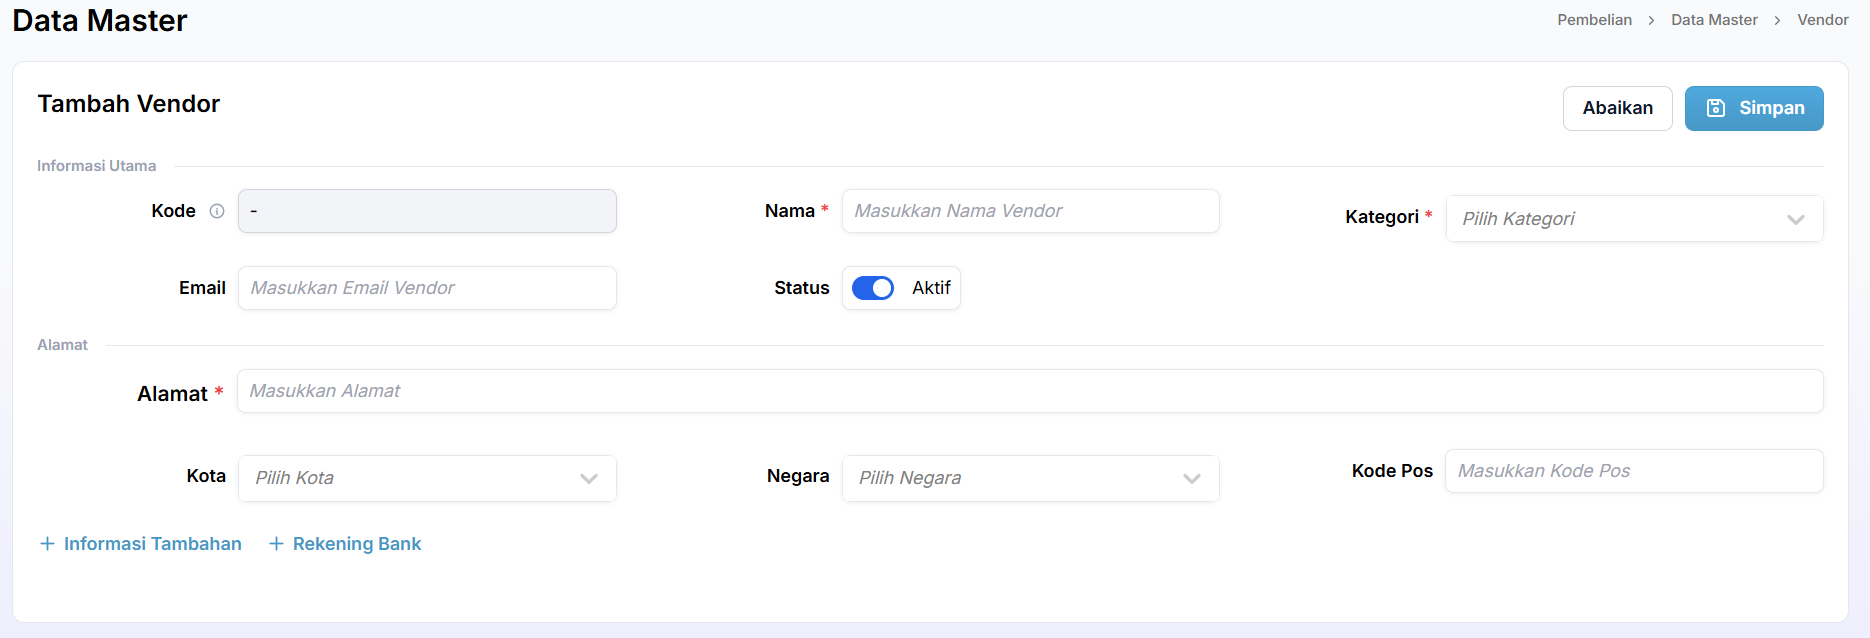 Data Master
Pembelian > Data Master > Vendor
Tambah Vendor
Abaikan
Simpan
Informasi Utama
Kode -
Nama * Masukkan Nama Vendor
Kategori * Pilih Kategori
Email Masukkan Email Vendor
Status Aktif
Alamat
Alamat * Masukkan Alamat
Kota Pilih Kota
Negara Pilih Negara
Kode Pos Masukkan Kode Pos
+ Informasi Tambahan
+ Rekening Bank